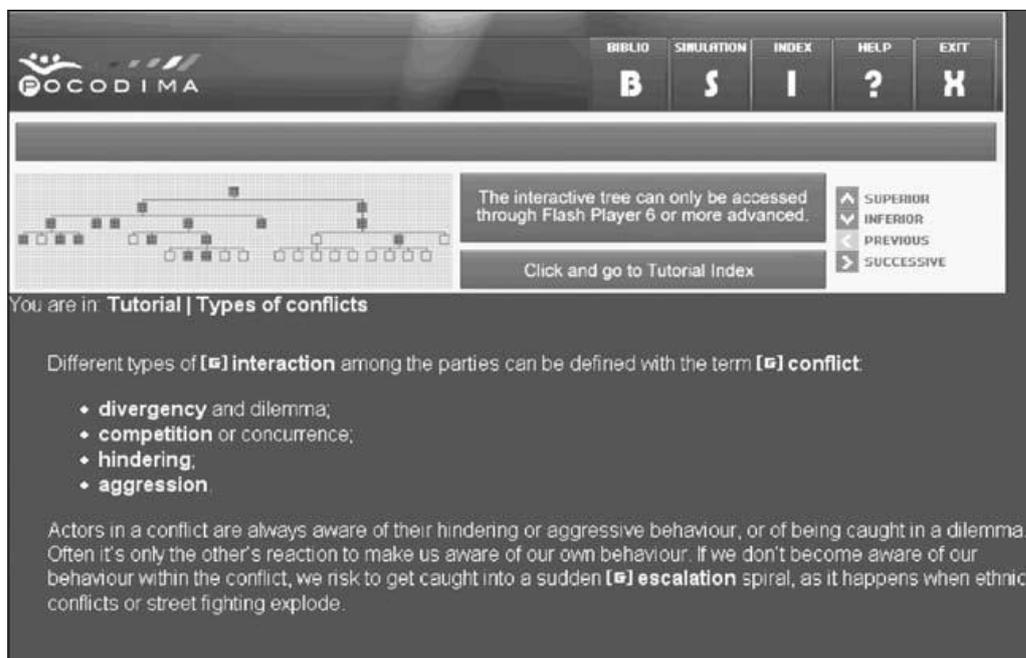 POCODIMA
BIBLIO
B
SIMULATION
S
INDEX
I
HELP
?
EXIT
X
The interactive tree can only be accessed
through Flash Player 6 or more advanced.
Click and go to Tutorial Index
SUPERIOR
INFERIOR
PREVIOUS
SUCCESSIVE
You are in: Tutorial | Types of conflicts
Different types of [G] interaction among the parties can be defined with the term [G] conflict:
divergency and dilemma;
competition or concurrence;
hindering;
aggression.
Actors in a conflict are always aware of their hindering or aggressive behaviour, or of being caught in a dilemma.
Often it's only the other's reaction to make us aware of our own behaviour. If we don't become aware of our
behaviour within the conflict, we risk to get caught into a sudden [G] escalation spiral, as it happens when ethnic
conflicts or street fighting explode.